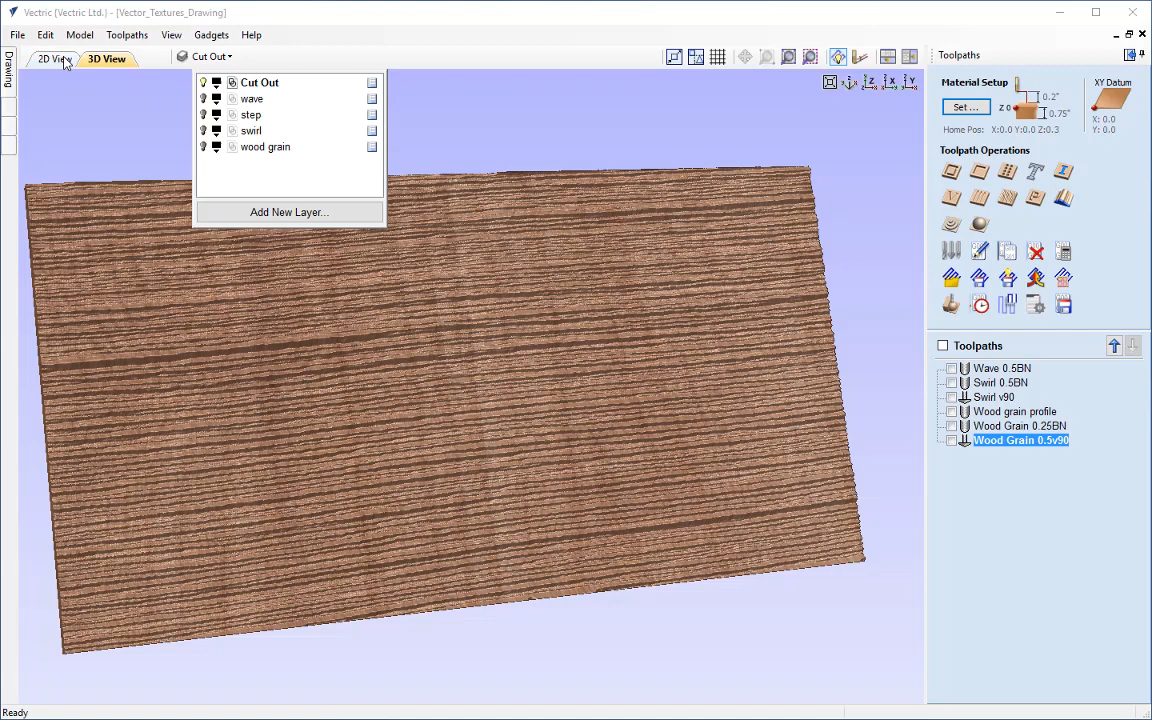 Vectric {Vectric Ltd.} - [Vector_Textures_Drawing]
File Edit Model Toolpaths View Gadgets Help
2D View 3D View Cut Out
Drawing
Cut Out
wave
step
swirl
wood grain
Add New Layer...
Z
X
Y
Toolpaths
Material Setup
Set ...
Z 0
0.2"
0.75"
Home Pos: X:0.0 Y:0.0 Z:0.3
XY Datum
X: 0.0
Y: 0.0
Toolpath Operations
Toolpaths
Wave 0.5BN
Swirl 0.5BN
Swirl v90
Wood grain profile
Wood Grain 0.25BN
Wood Grain 0.5v90
Ready